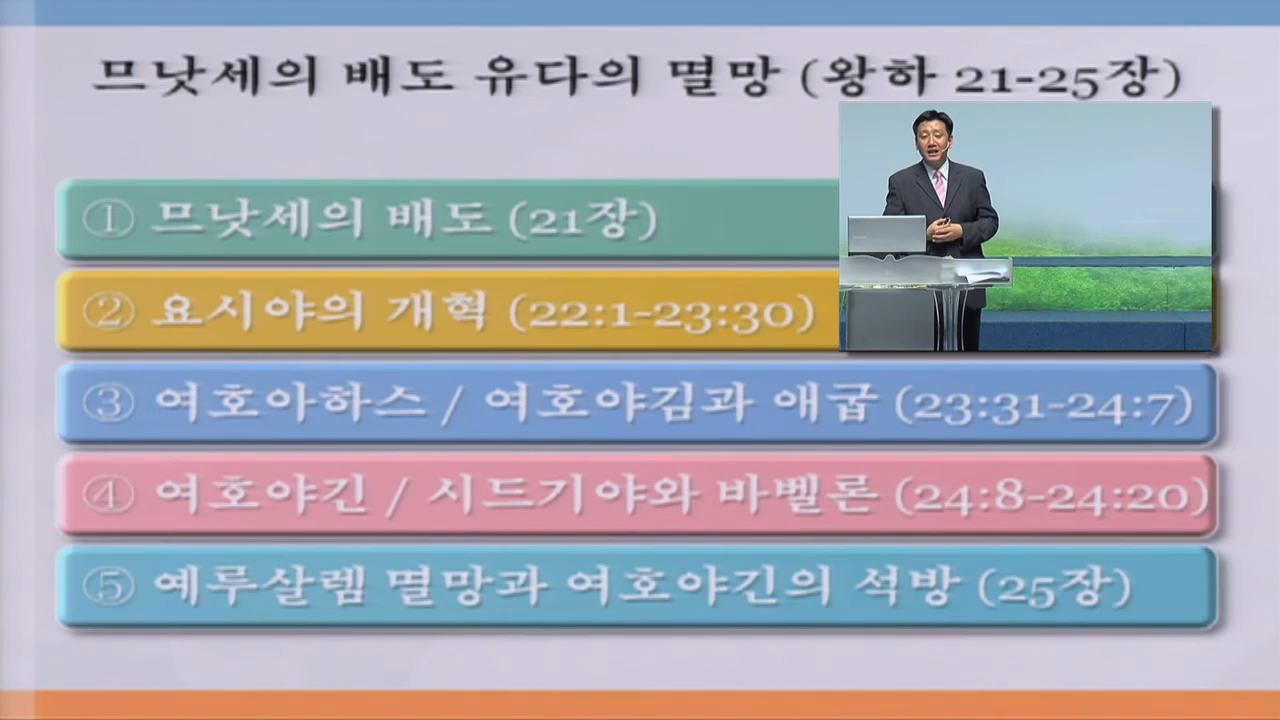 므낫세의 배도 유다의 멸망 (왕하 21-25장)
① 므낫세의 배도 (21장)
② 요시야의 개혁 (22:1-23:30)
③ 여호아하스 / 여호야김과 애굽 (23:31-24:7)
④ 여호야긴 / 시드기야와 바벨론 (24:8-24:20)
⑤ 예루살렘 멸망과 여호야긴의 석방 (25장)